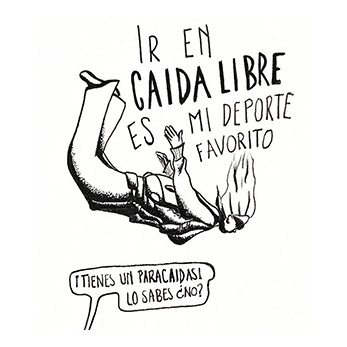 IR EN
CAIDA LIBRE
ES MI DEPORTE
FAVORITO
¡TIENES UN PARACAIDAS!
LO SABES ¿NO?